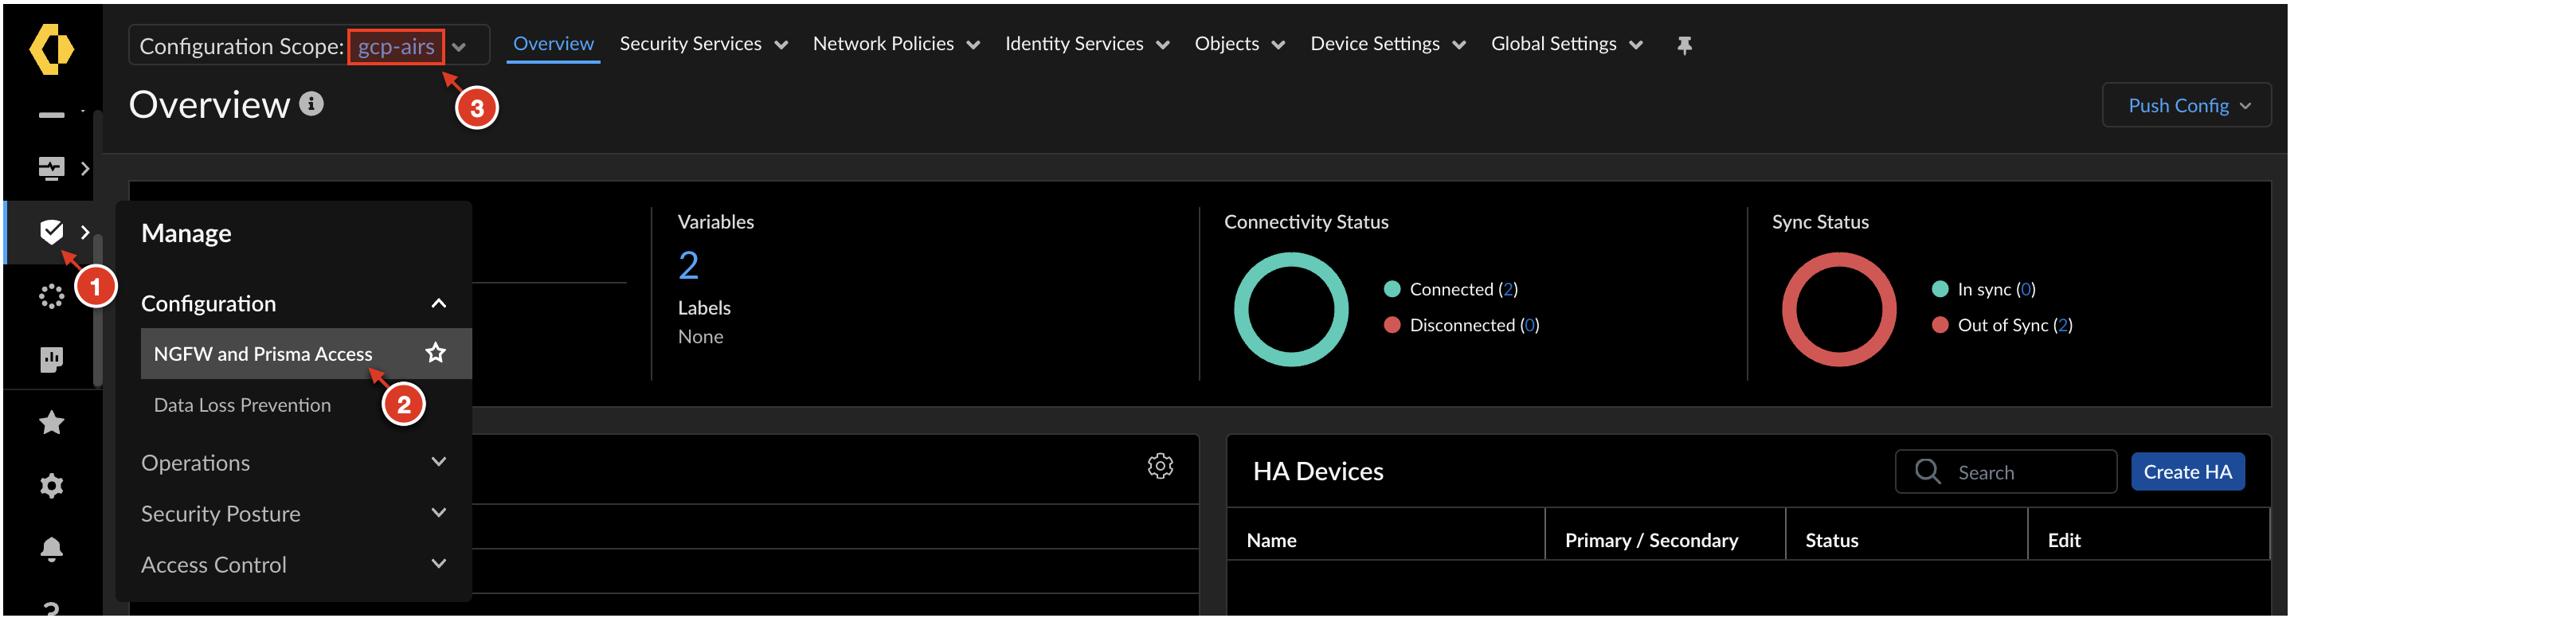 Configuration Scope: gcp-airs
Overview
Security Services
Network Policies
Identity Services
Objects
Device Settings
Global Settings
3
Overview
Push Config
Manage
1
Configuration
NGFW and Prisma Access
2
Data Loss Prevention
Operations
Security Posture
Access Control
Variables
2
Labels
None
Connectivity Status
Connected (2)
Disconnected (0)
Sync Status
In sync (0)
Out of Sync (2)
HA Devices
Search
Create HA
Name
Primary / Secondary
Status
Edit